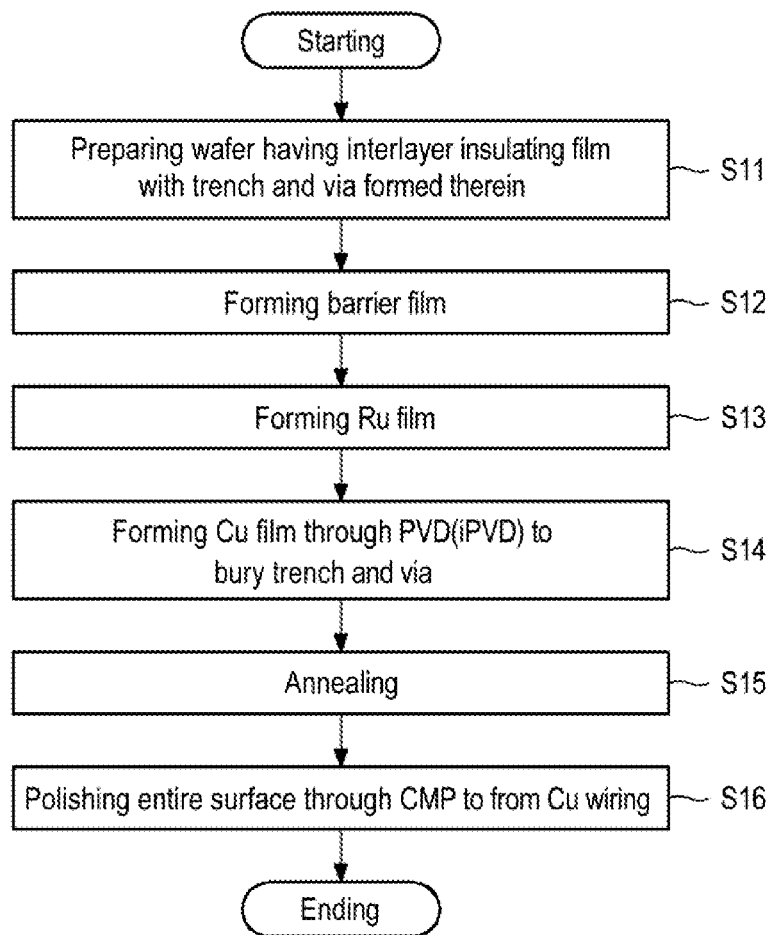 Starting
Preparing wafer having interlayer insulating film
with trench and via formed therein
S11
Forming barrier film
S12
Forming Ru film
S13
Forming Cu film through PVD(iPVD) to
bury trench and via
S14
Annealing
S15
Polishing entire surface through CMP to from Cu wiring
S16
Ending